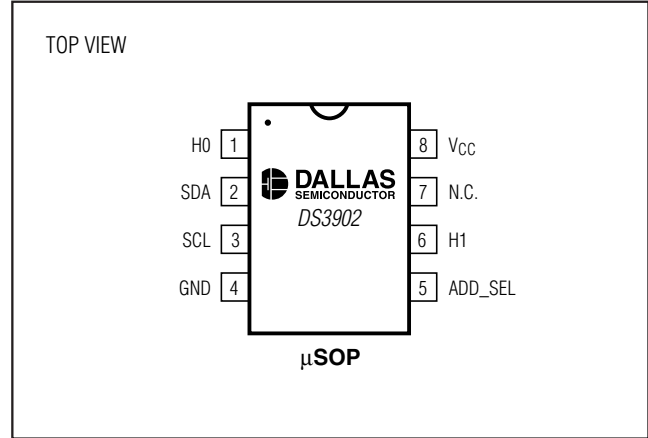 TOP VIEW
H0 1
8 VCC
SDA 2
DALLAS
SEMICONDUCTOR
7 N.C.
DS3902
SCL 3
6 H1
GND 4
5 ADD_SEL
µSOP